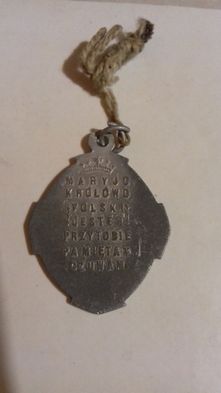 MARYJO
KRÓLOWO
POLSKI
JESTEM
PRZY TOBIE
PAMIĘTAM
CZUWAM